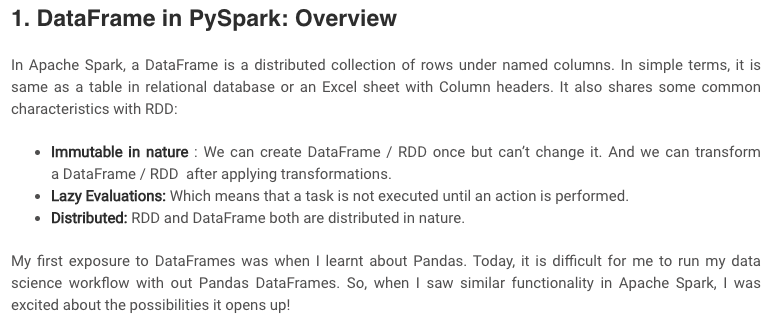 1. DataFrame in PySpark: Overview
In Apache Spark, a DataFrame is a distributed collection of rows under named columns. In simple terms, it is
same as a table in relational database or an Excel sheet with Column headers. It also shares some common
characteristics with RDD:
• Immutable in nature : We can create DataFrame / RDD once but can’t change it. And we can transform
a DataFrame / RDD  after applying transformations.
• Lazy Evaluations: Which means that a task is not executed until an action is performed.
• Distributed: RDD and DataFrame both are distributed in nature.
My first exposure to DataFrames was when I learnt about Pandas. Today, it is difficult for me to run my data
science workflow with out Pandas DataFrames. So, when I saw similar functionality in Apache Spark, I was
excited about the possibilities it opens up!